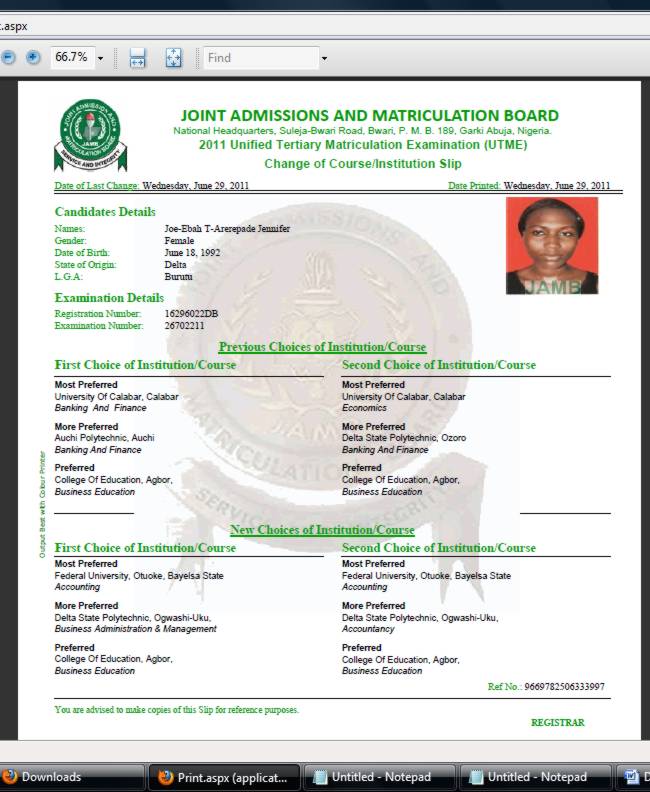 t.aspx
66.7%
Find
JOINT ADMISSIONS AND MATRICULATION BOARD
JAMB
SERVICE AND INTEGRITY
JOINT ADMISSIONS AND MATRICULATION BOARD
National Headquarters, Suleja-Bwari Road, Bwari, P. M. B. 189, Garki Abuja, Nigeria.
2011 Unified Tertiary Matriculation Examination (UTME)
Change of Course/Institution Slip
Date of Last Change: Wednesday, June 29, 2011 Date Printed: Wednesday, June 29, 2011
Candidates Details
Names: Joe-Ebah T-Arerepade Jennifer
Gender: Female
Date of Birth: June 18, 1992
State of Origin: Delta
L.G.A: Burutu
JAMB
Examination Details
Registration Number: 16296022DB
Examination Number: 26702211
Previous Choices of Institution/Course
First Choice of Institution/Course Second Choice of Institution/Course
Most Preferred Most Preferred
University Of Calabar, Calabar University Of Calabar, Calabar
Banking And Finance Economics
More Preferred More Preferred
Auchi Polytechnic, Auchi Delta State Polytechnic, Ozoro
Banking And Finance Banking And Finance
Preferred Preferred
College Of Education, Agbor, College Of Education, Agbor,
Business Education Business Education
Output Best with Colour Printer
New Choices of Institution/Course
First Choice of Institution/Course Second Choice of Institution/Course
Most Preferred Most Preferred
Federal University, Otuoke, Bayelsa State Federal University, Otuoke, Bayelsa State
Accounting Accounting
More Preferred More Preferred
Delta State Polytechnic, Ogwashi-Uku, Delta State Polytechnic, Ogwashi-Uku,
Business Administration & Management Accountancy
Preferred Preferred
College Of Education, Agbor, College Of Education, Agbor,
Business Education Business Education
Ref No.: 9669782506333997
You are advised to make copies of this Slip for reference purposes.
REGISTRAR
Downloads Print.aspx (applicat... Untitled - Notepad Untitled - Notepad D